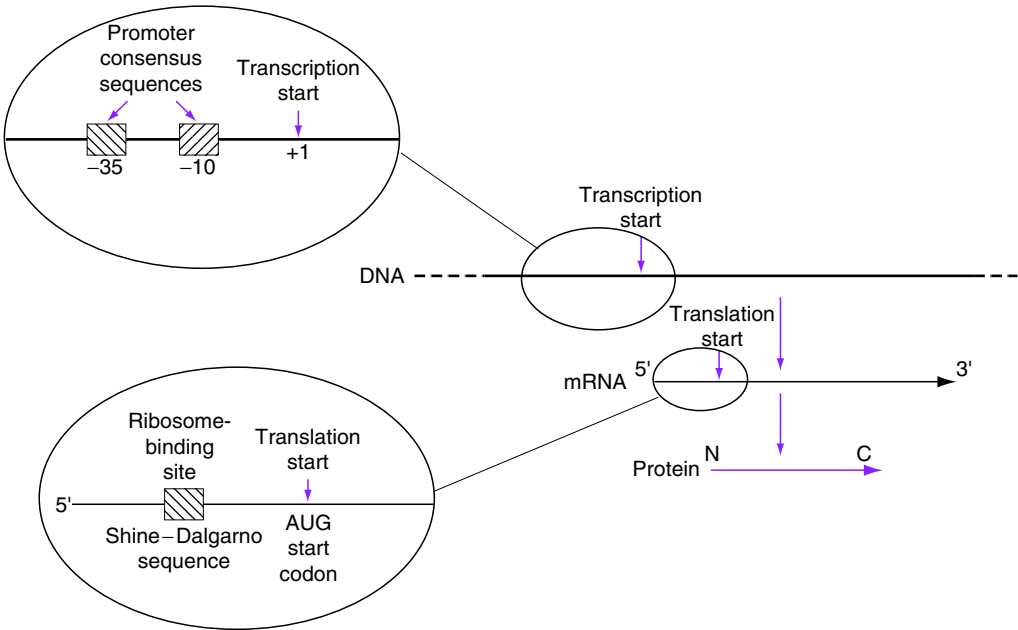 Promoter
consensus
sequences
Transcription
start
−35
−10
+1
Transcription
start
DNA
Translation
start
5'
3'
mRNA
N
C
Protein
Ribosome-
binding
site
Translation
start
5'
Shine−Dalgarno
sequence
AUG
start
codon